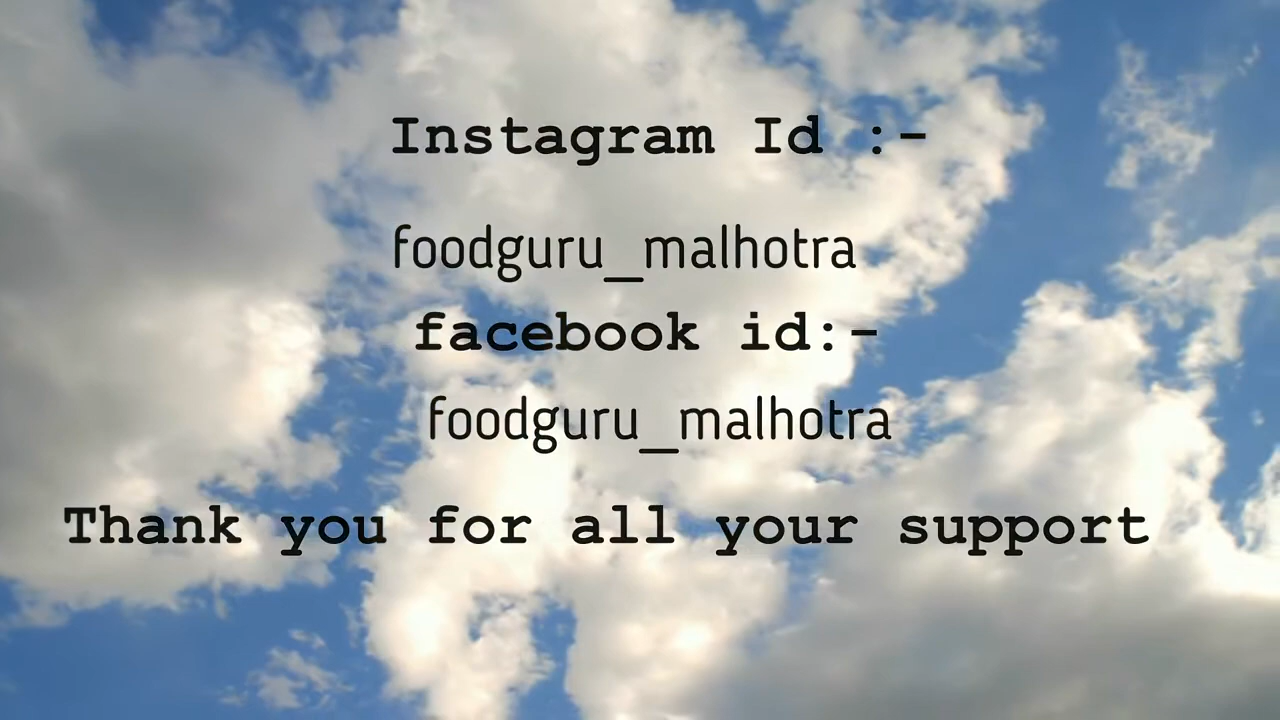 Instagram Id :-
foodguru_malhotra
facebook id:-
foodguru_malhotra
Thank you for all your support